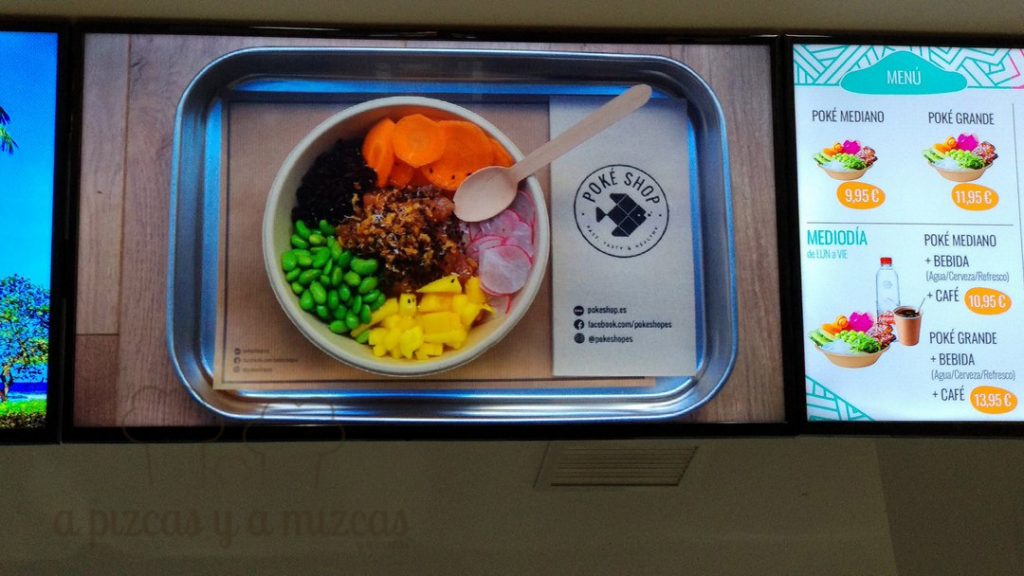 POKÉ SHOP
FAST, TASTY & HEALTHY
pokeshop.es
facebook.com/pokeshopes
@pokeshopes
MENÚ
POKÉ MEDIANO
POKÉ GRANDE
9,95 €
11,95 €
MEDIODÍA
de LUN a VIE
POKÉ MEDIANO
+ BEBIDA
(Agua/Cerveza/Refresco)
+ CAFÉ 10,95 €
POKÉ GRANDE
+ BEBIDA
(Agua/Cerveza/Refresco)
+ CAFÉ 13,95 €
a pizcas y a mizcas